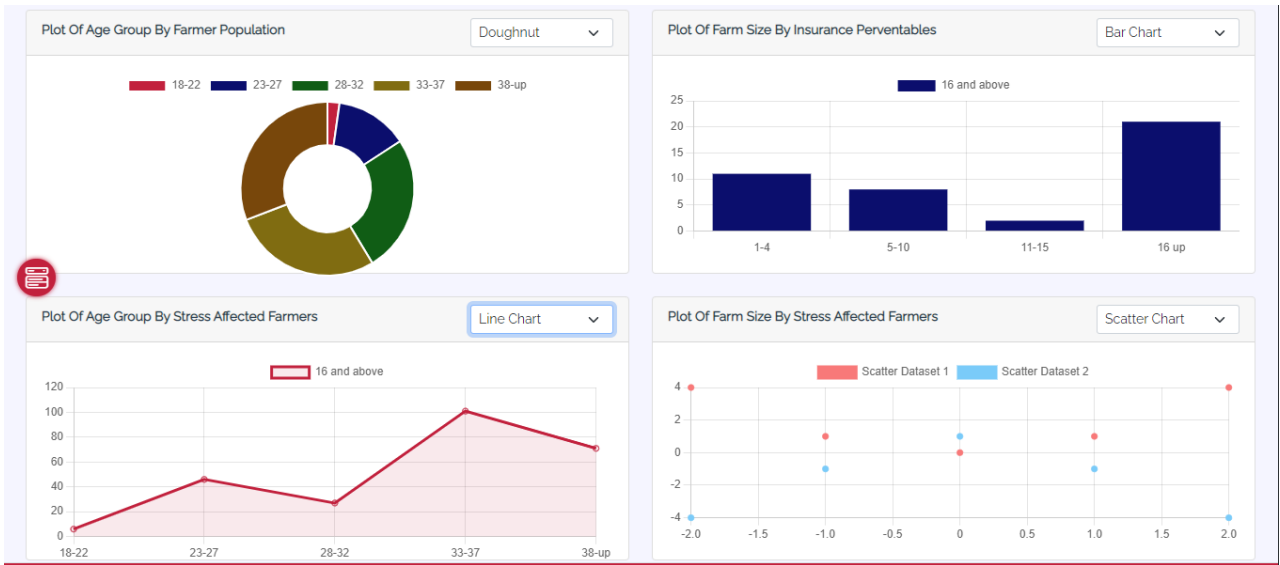 Plot Of Age Group By Farmer Population
Doughnut
18-22 23-27 28-32 33-37 38-up
Plot Of Farm Size By Insurance Perventables
Bar Chart
16 and above
25
20
15
10
5
0
1-4 5-10 11-15 16 up
Plot Of Age Group By Stress Affected Farmers
Line Chart
16 and above
120
100
80
60
40
20
0
18-22 23-27 28-32 33-37 38-up
Plot Of Farm Size By Stress Affected Farmers
Scatter Chart
Scatter Dataset 1 Scatter Dataset 2
4
2
0
-2
-4
-2.0 -1.5 -1.0 -0.5 0 0.5 1.0 1.5 2.0